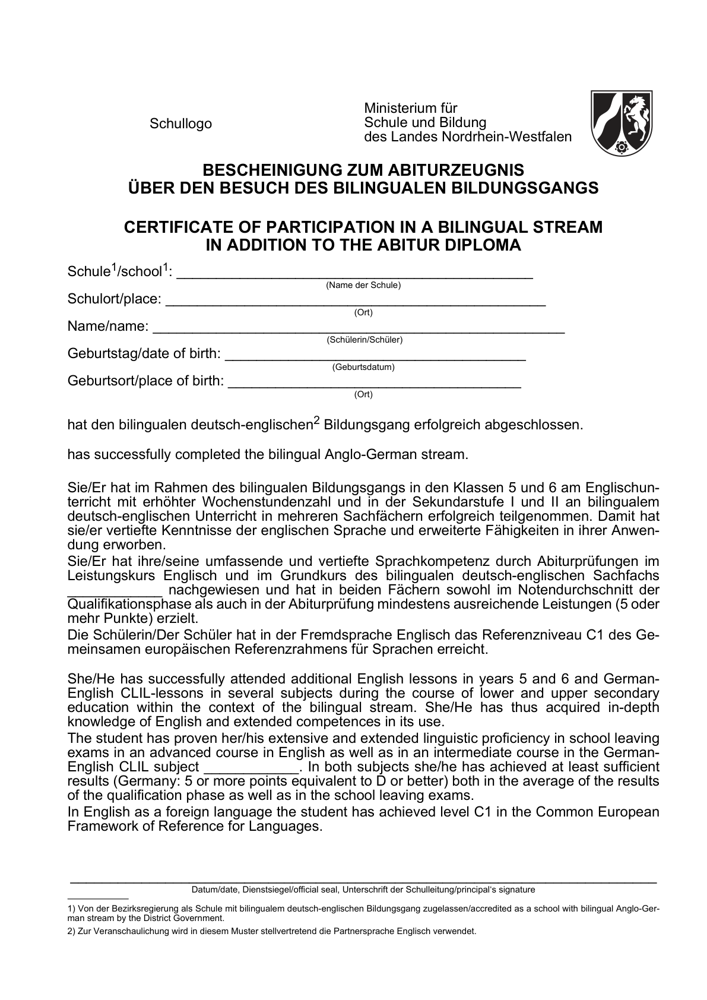 Schullogo
Ministerium für
Schule und Bildung
des Landes Nordrhein-Westfalen
BESCHEINIGUNG ZUM ABITURZEUGNIS
ÜBER DEN BESUCH DES BILINGUALEN BILDUNGSGANGS
CERTIFICATE OF PARTICIPATION IN A BILINGUAL STREAM
IN ADDITION TO THE ABITUR DIPLOMA
Schule¹/school¹: _____________________________________________
(Name der Schule)
Schulort/place: ________________________________________________
(Ort)
Name/name: ____________________________________________________
(Schülerin/Schüler)
Geburtstag/date of birth: ______________________________________
(Geburtsdatum)
Geburtsort/place of birth: _____________________________________
(Ort)
hat den bilingualen deutsch-englischen² Bildungsgang erfolgreich abgeschlossen.
has successfully completed the bilingual Anglo-German stream.
Sie/Er hat im Rahmen des bilingualen Bildungsgangs in den Klassen 5 und 6 am Englischun-
terricht mit erhöhter Wochenstundenzahl und in der Sekundarstufe I und II an bilingualem
deutsch-englischen Unterricht in mehreren Sachfächern erfolgreich teilgenommen. Damit hat
sie/er vertiefte Kenntnisse der englischen Sprache und erweiterte Fähigkeiten in ihrer Anwen-
dung erworben.
Sie/Er hat ihre/seine umfassende und vertiefte Sprachkompetenz durch Abiturprüfungen im
Leistungskurs Englisch und im Grundkurs des bilingualen deutsch-englischen Sachfachs
____________ nachgewiesen und hat in beiden Fächern sowohl im Notendurchschnitt der
Qualifikationsphase als auch in der Abiturprüfung mindestens ausreichende Leistungen (5 oder
mehr Punkte) erzielt.
Die Schülerin/Der Schüler hat in der Fremdsprache Englisch das Referenzniveau C1 des Ge-
meinsamen europäischen Referenzrahmens für Sprachen erreicht.
She/He has successfully attended additional English lessons in years 5 and 6 and German-
English CLIL-lessons in several subjects during the course of lower and upper secondary
education within the context of the bilingual stream. She/He has thus acquired in-depth
knowledge of English and extended competences in its use.
The student has proven her/his extensive and extended linguistic proficiency in school leaving
exams in an advanced course in English as well as in an intermediate course in the German-
English CLIL subject ____________. In both subjects she/he has achieved at least sufficient
results (Germany: 5 or more points equivalent to D or better) both in the average of the results
of the qualification phase as well as in the school leaving exams.
In English as a foreign language the student has achieved level C1 in the Common European
Framework of Reference for Languages.
__________________________________________________________________________
Datum/date, Dienstsiegel/official seal, Unterschrift der Schulleitung/principal‘s signature
1) Von der Bezirksregierung als Schule mit bilingualem deutsch-englischen Bildungsgang zugelassen/accredited as a school with bilingual Anglo-Ger-
man stream by the District Government.
2) Zur Veranschaulichung wird in diesem Muster stellvertretend die Partnersprache Englisch verwendet.